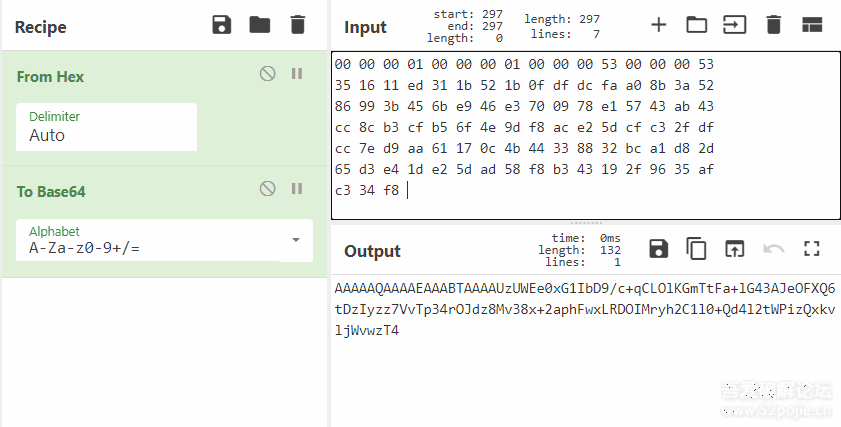 Recipe
From Hex
Delimiter
Auto
To Base64
Alphabet
A-Za-z0-9+/=
Input
start: 297
end: 297
length: 0
length: 297
lines: 7
00 00 00 01 00 00 00 01 00 00 00 53 00 00 00 53
35 16 11 ed 31 1b 52 1b 0f df dc fa a0 8b 3a 52
86 99 3b 45 6b e9 46 e3 70 09 78 e1 57 43 ab 43
cc 8c b3 cf b5 6f 4e 9d f8 ac e2 5d cf c3 2f df
cc 7e d9 aa 61 17 0c 4b 44 33 88 32 bc a1 d8 2d
65 d3 e4 1d e2 5d ad 58 f8 b3 43 19 2f 96 35 af
c3 34 f8
Output
time: 0ms
length: 132
lines: 1
AAAAAQAAAAEAAABTAAAAUzUWEe0xG1IbD9/c+qCLOlKGmTtFa+lG43AJeOFXQ6
tDzIyzz7VvTp34rOJdz8Mv38x+2aphFwxLRDOIMryh2C1l0+Qd4l2tWPizQxkv
ljWvwzT4
吾爱破解论坛
www.52pojie.cn